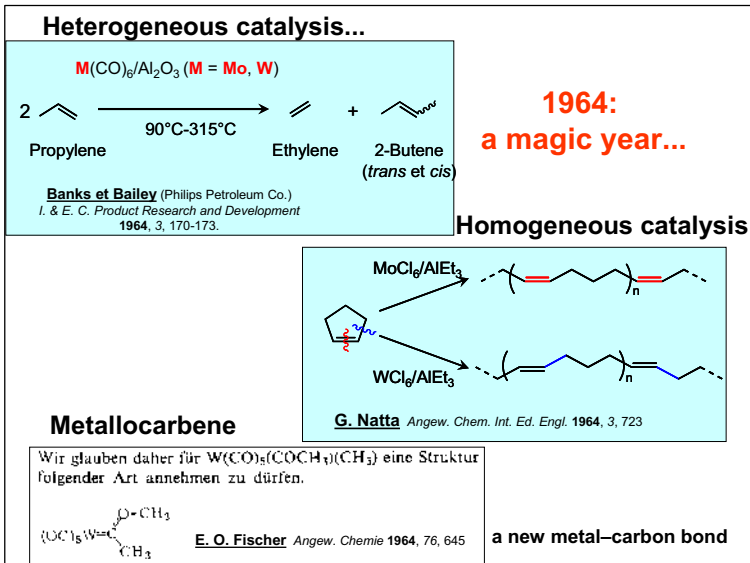 Heterogeneous catalysis...
M(CO)6/Al2O3 (M = Mo, W)
2
+
90°C-315°C
Propylene
Ethylene
2-Butene
(trans et cis)
Banks et Bailey (Philips Petroleum Co.)
I. & E. C. Product Research and Development
1964, 3, 170-173.
1964:
a magic year...
Homogeneous catalysis
MoCl6/AlEt3
n
WCl6/AlEt3
n
G. Natta Angew. Chem. Int. Ed. Engl. 1964, 3, 723
Metallocarbene
Wir glauben daher für W(CO)5(COCH3)(CH3) eine Struktur
folgender Art annehmen zu dürfen.
O-CH3
(OC)5W=C
CH3
E. O. Fischer Angew. Chemie 1964, 76, 645
a new metal–carbon bond